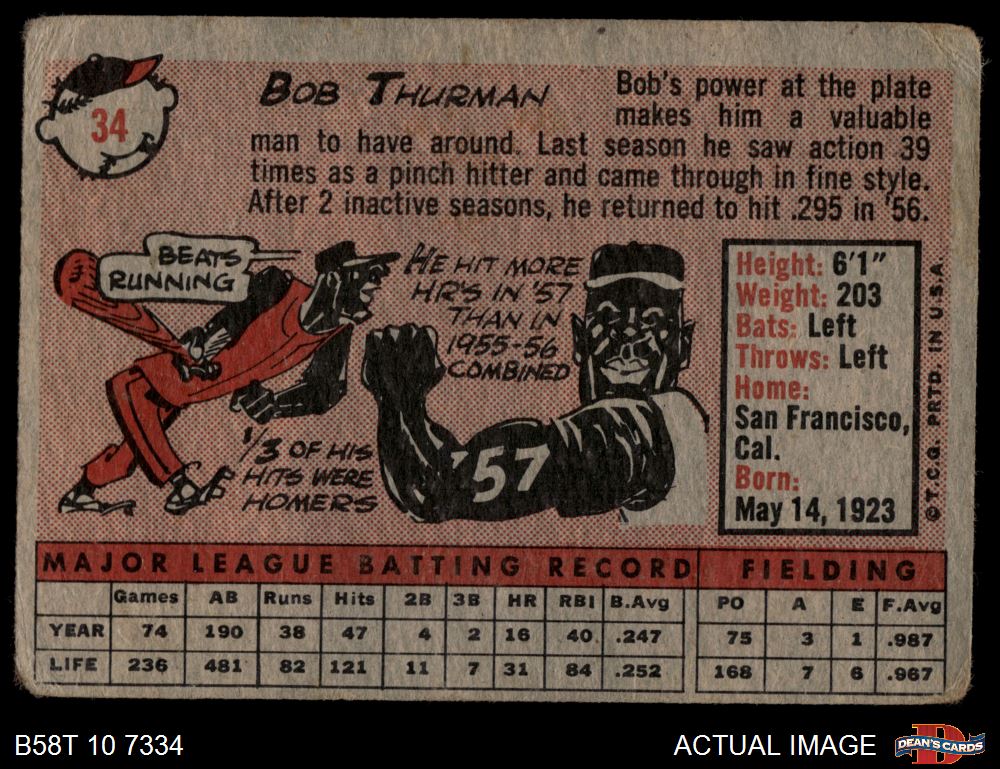 34
BOB THURMAN
Bob's power at the plate
makes him a valuable
man to have around. Last season he saw action 39
times as a pinch hitter and came through in fine style.
After 2 inactive seasons, he returned to hit .295 in '56.
BEATS
RUNNING
HE HIT MORE
HR'S IN '57
THAN IN
1955-56
COMBINED
1/3 OF HIS
HITS WERE
HOMERS
'57
Height: 6'1"
Weight: 203
Bats: Left
Throws: Left
Home:
San Francisco,
Cal.
Born:
May 14, 1923
©T.C.G. PRTD. IN U.S.A.
MAJOR LEAGUE BATTING RECORD FIELDING
Games AB Runs Hits 2B 3B HR RBI B.Avg PO A E F.Avg
YEAR 74 190 38 47 4 2 16 40 .247 75 3 1 .987
LIFE 236 481 82 121 11 7 31 84 .252 168 7 6 .967
B58T 10 7334
ACTUAL IMAGE
D
DEAN'S CARDS